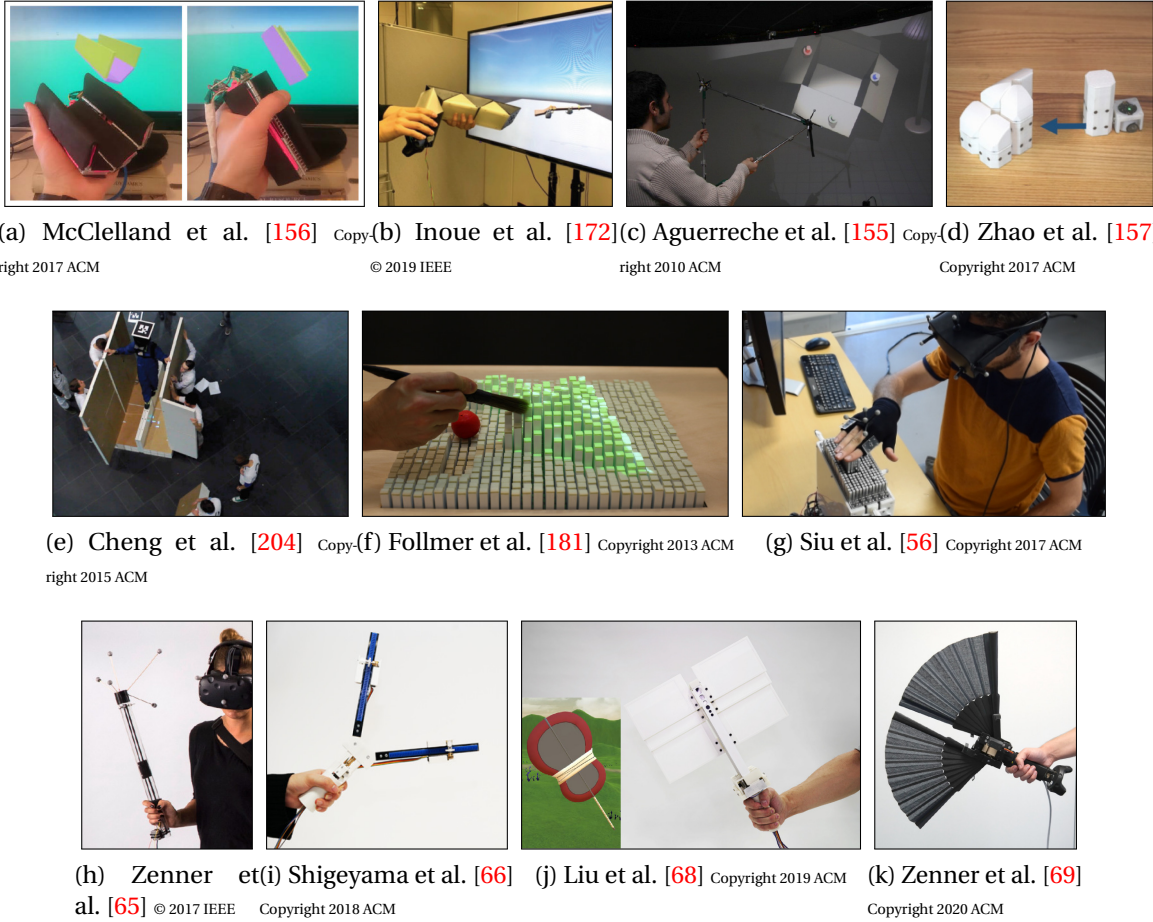 (a) McClelland et al. [156] Copy-
right 2017 ACM
(b) Inoue et al. [172]
© 2019 IEEE
(c) Aguerreche et al. [155] Copy-
right 2010 ACM
(d) Zhao et al. [157]
Copyright 2017 ACM
(e) Cheng et al. [204] Copy-
right 2015 ACM
(f) Follmer et al. [181] Copyright 2013 ACM
(g) Siu et al. [56] Copyright 2017 ACM
(h) Zenner et
al. [65] © 2017 IEEE
(i) Shigeyama et al. [66]
Copyright 2018 ACM
(j) Liu et al. [68] Copyright 2019 ACM
(k) Zenner et al. [69]
Copyright 2020 ACM